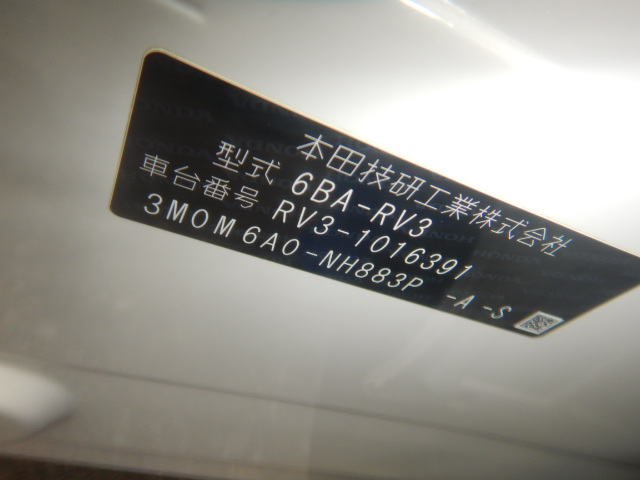 本田技研工業株式会社
型式 6BA-RV3
車台番号 RV3-1016391
3M0M6A0-NH883P -A -S